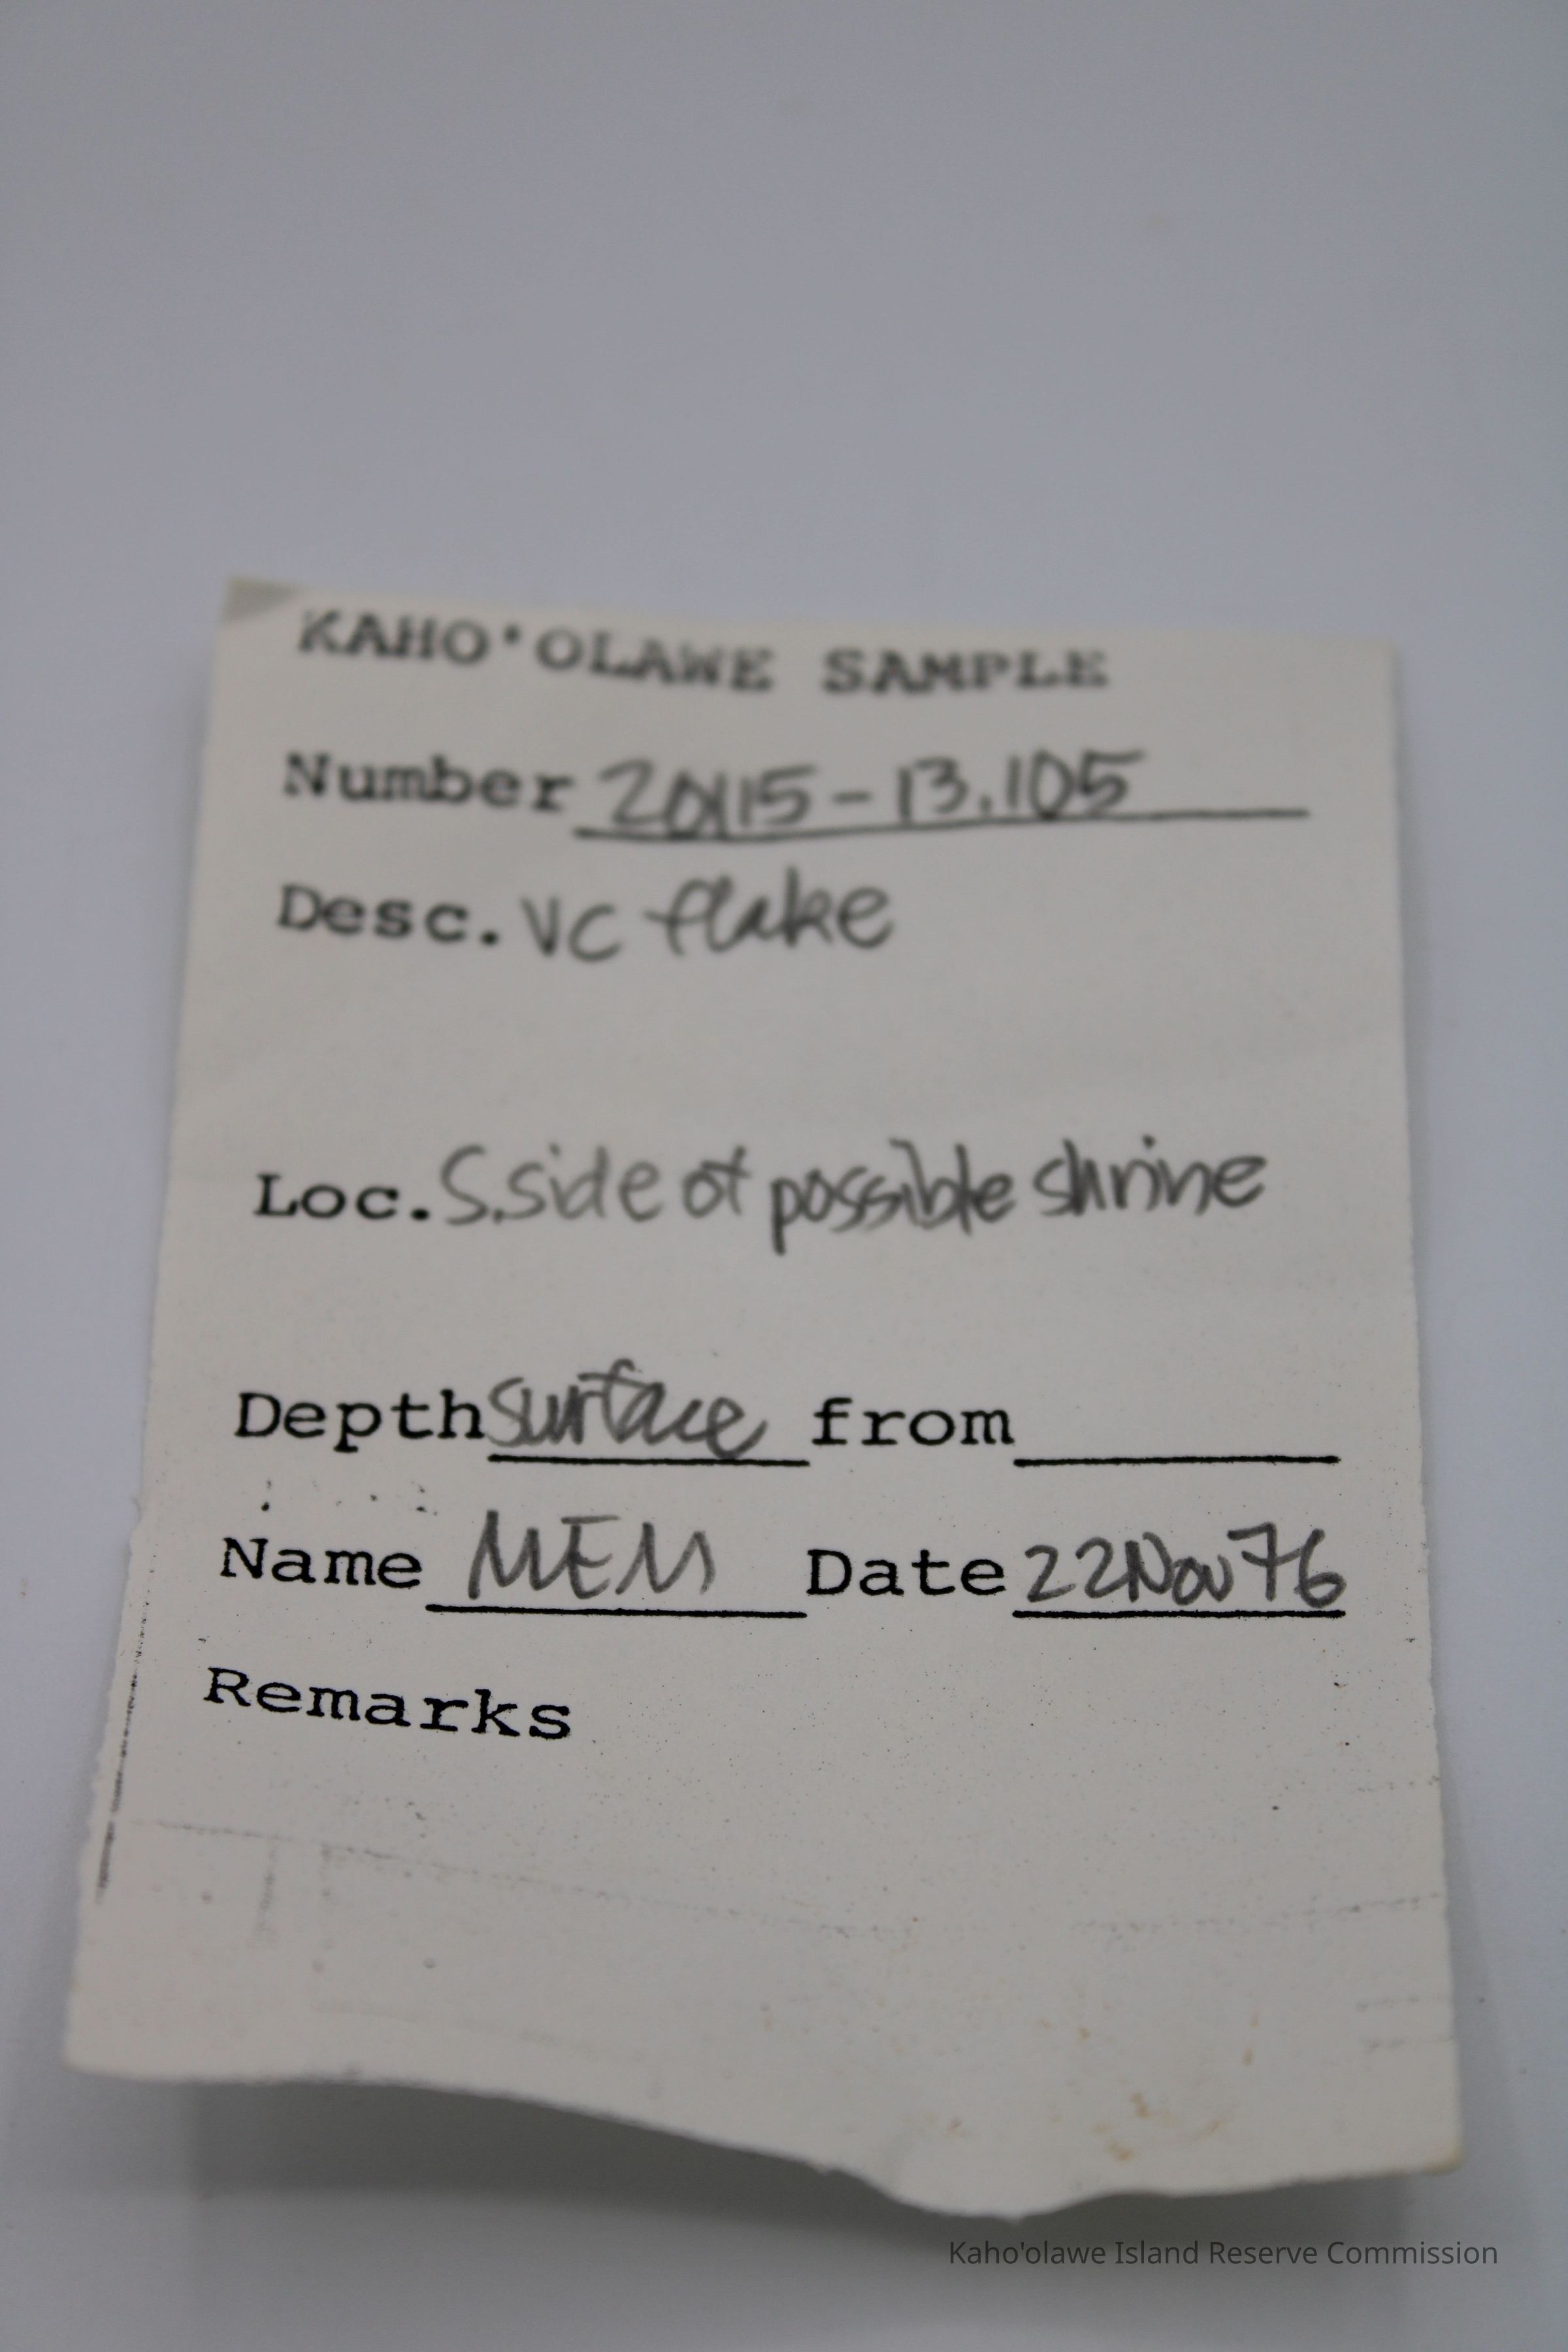 KAHO'OLAWE SAMPLE
Number 20115-13.105
Desc. VC flake
Loc. S.side of possible shrine
Depth surface from
Name MEM Date 22Nov76
Remarks
Kaho'olawe Island Reserve Commission